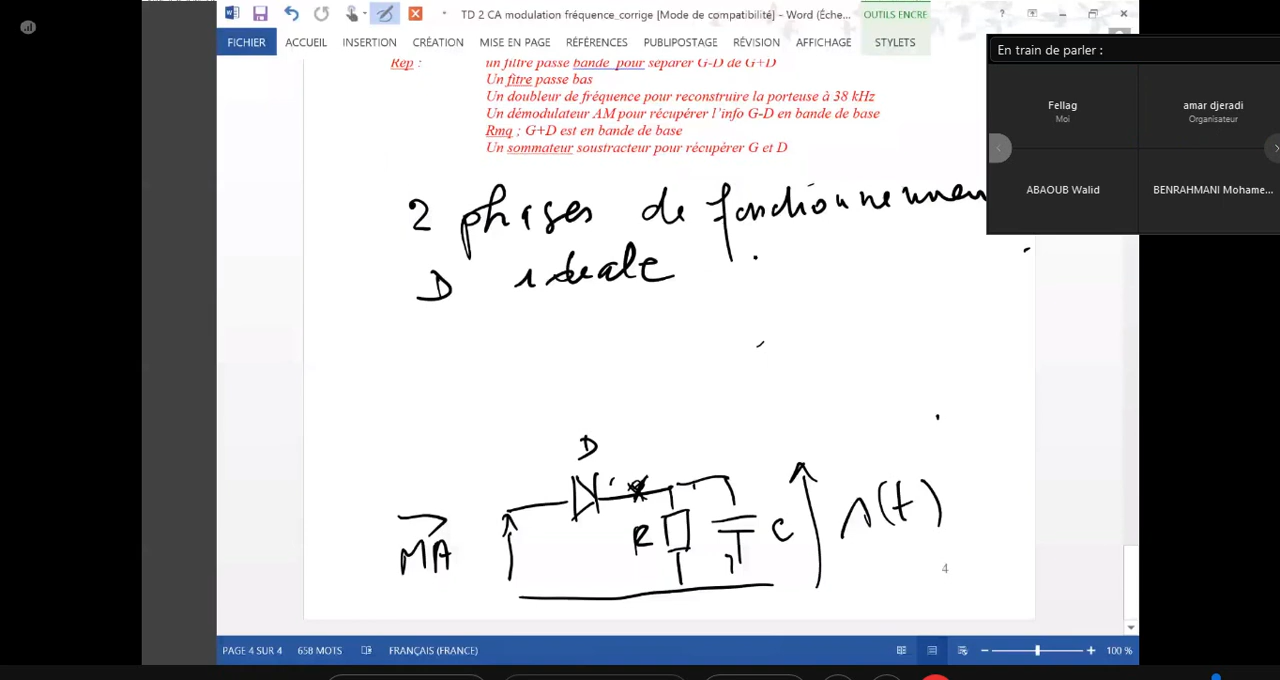 TD 2 CA modulation fréquence_corrige [Mode de compatibilité] - Word (Éche...
OUTILS ENCRE
FICHIER ACCUEIL INSERTION CRÉATION MISE EN PAGE RÉFÉRENCES PUBLIPOSTAGE RÉVISION AFFICHAGE STYLETS
En train de parler :
Fellag
Moi
amar djeradi
Organisateur
ABAOUB Walid
BENRAHMANI Mohame...
Rép : un filtre passe bande pour séparer G-D de G+D
Un fitre passe bas
Un doubleur de fréquence pour reconstruire la porteuse à 38 kHz
Un démodulateur AM pour récupérer l'info G-D en bande de base
Rmq ; G+D est en bande de base
Un sommateur soustracteur pour récupérer G et D
2 phases de fonctionnemen
D idéale
D
MA
R
C
s(t)
4
PAGE 4 SUR 4 658 MOTS FRANÇAIS (FRANCE) 100 %